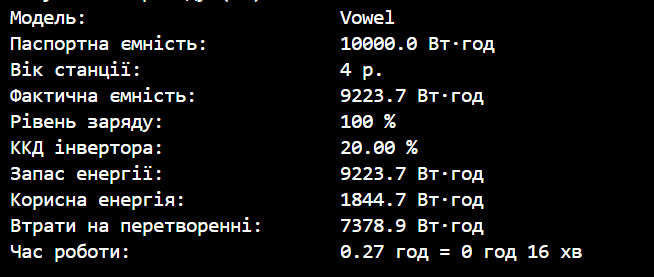 Модель: Vowel
Паспортна ємність: 10000.0 Вт·год
Вік станції: 4 р.
Фактична ємність: 9223.7 Вт·год
Рівень заряду: 100 %
ККД інвертора: 20.00 %
Запас енергії: 9223.7 Вт·год
Корисна енергія: 1844.7 Вт·год
Втрати на перетворенні: 7378.9 Вт·год
Час роботи: 0.27 год = 0 год 16 хв